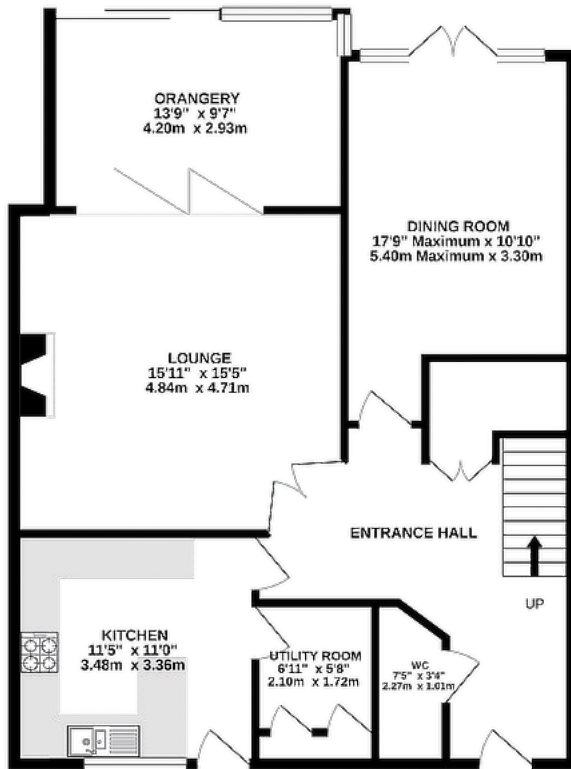 ORANGERY
13'9" x 9'7"
4.20m x 2.93m
DINING ROOM
17'9" Maximum x 10'10"
5.40m Maximum x 3.30m
LOUNGE
15'11" x 15'5"
4.84m x 4.71m
ENTRANCE HALL
UP
KITCHEN
11'5" x 11'0"
3.48m x 3.36m
UTILITY ROOM
6'11" x 5'8"
2.10m x 1.72m
WC
7'5" x 3'4"
2.27m x 1.01m